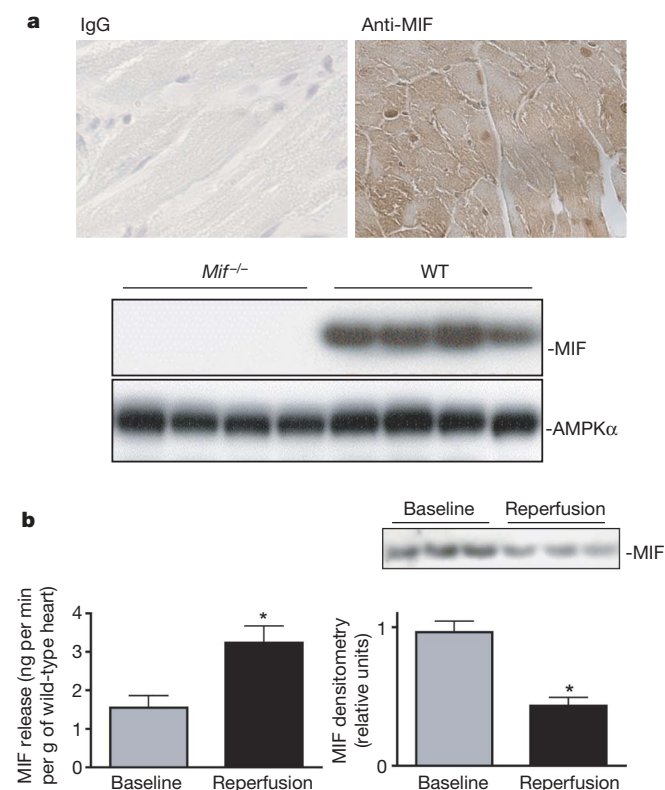 a
IgG Anti-MIF
Mif–/– WT
-MIF
-AMPKα
b
Baseline Reperfusion
-MIF
MIF release (ng per min
per g of wild-type heart)
4
3
2
1
0
*
Baseline Reperfusion
MIF densitometry
(relative units)
1
0
*
Baseline Reperfusion